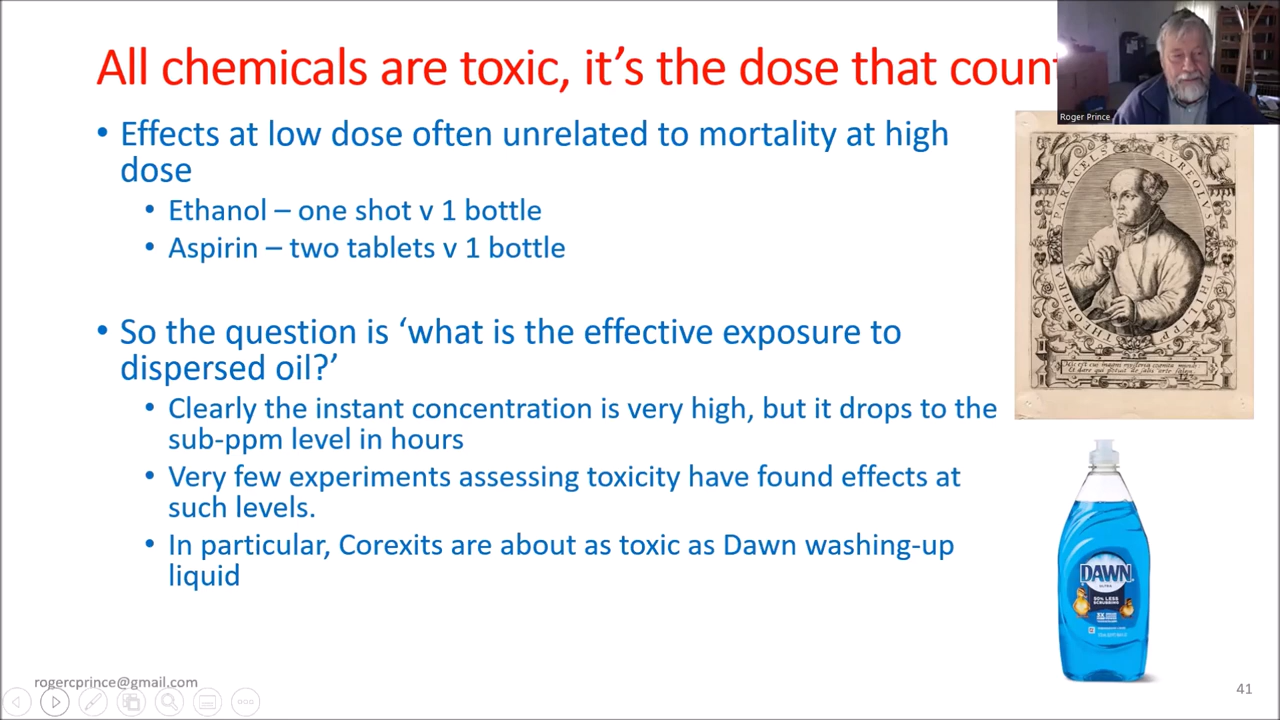 All chemicals are toxic, it's the dose that coun
Roger Prince
• Effects at low dose often unrelated to mortality at high
dose
• Ethanol – one shot v 1 bottle
• Aspirin – two tablets v 1 bottle
• So the question is ‘what is the effective exposure to
dispersed oil?’
• Clearly the instant concentration is very high, but it drops to the
sub-ppm level in hours
• Very few experiments assessing toxicity have found effects at
such levels.
• In particular, Corexits are about as toxic as Dawn washing-up
liquid
DAWN
ULTRA
rogercprince@gmail.com
41